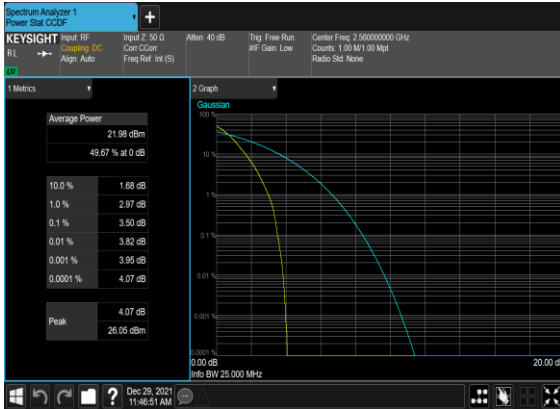 Spectrum Analyzer 1
Power Stat CCDF
KEYSIGHT
RL
Input: RF
Coupling: DC
Align: Auto
Input Z: 50 Ω
Corr CCorr
Freq Ref: Int (S)
Atten: 40 dB
Trig: Free Run
#IF Gain: Low
Center Freq: 2.560000000 GHz
Counts: 1.00 M/1.00 Mpt
Radio Std: None
1 Metrics
Average Power
21.98 dBm
49.67 % at 0 dB
10.0 % 1.68 dB
1.0 % 2.97 dB
0.1 % 3.50 dB
0.01 % 3.82 dB
0.001 % 3.95 dB
0.0001 % 4.07 dB
Peak 4.07 dB
26.05 dBm
2 Graph
Gaussian
100 %
10 %
1 %
0.1 %
0.01 %
0.001 %
0.0001 %
0.00 dB 20.00 d
Info BW 25.000 MHz
?
Dec 29, 2021
11:46:51 AM